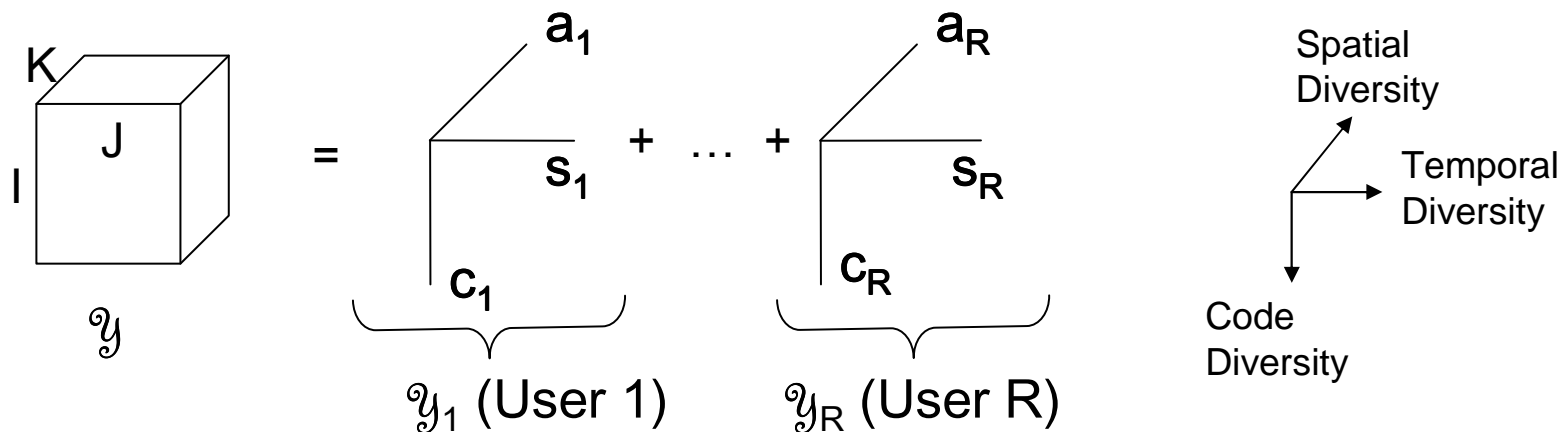 K
J
I
𝒴
=
a1
s1
c1
+ … +
aR
sR
cR
𝒴1 (User 1)
𝒴R (User R)
Spatial
Diversity
Temporal
Diversity
Code
Diversity